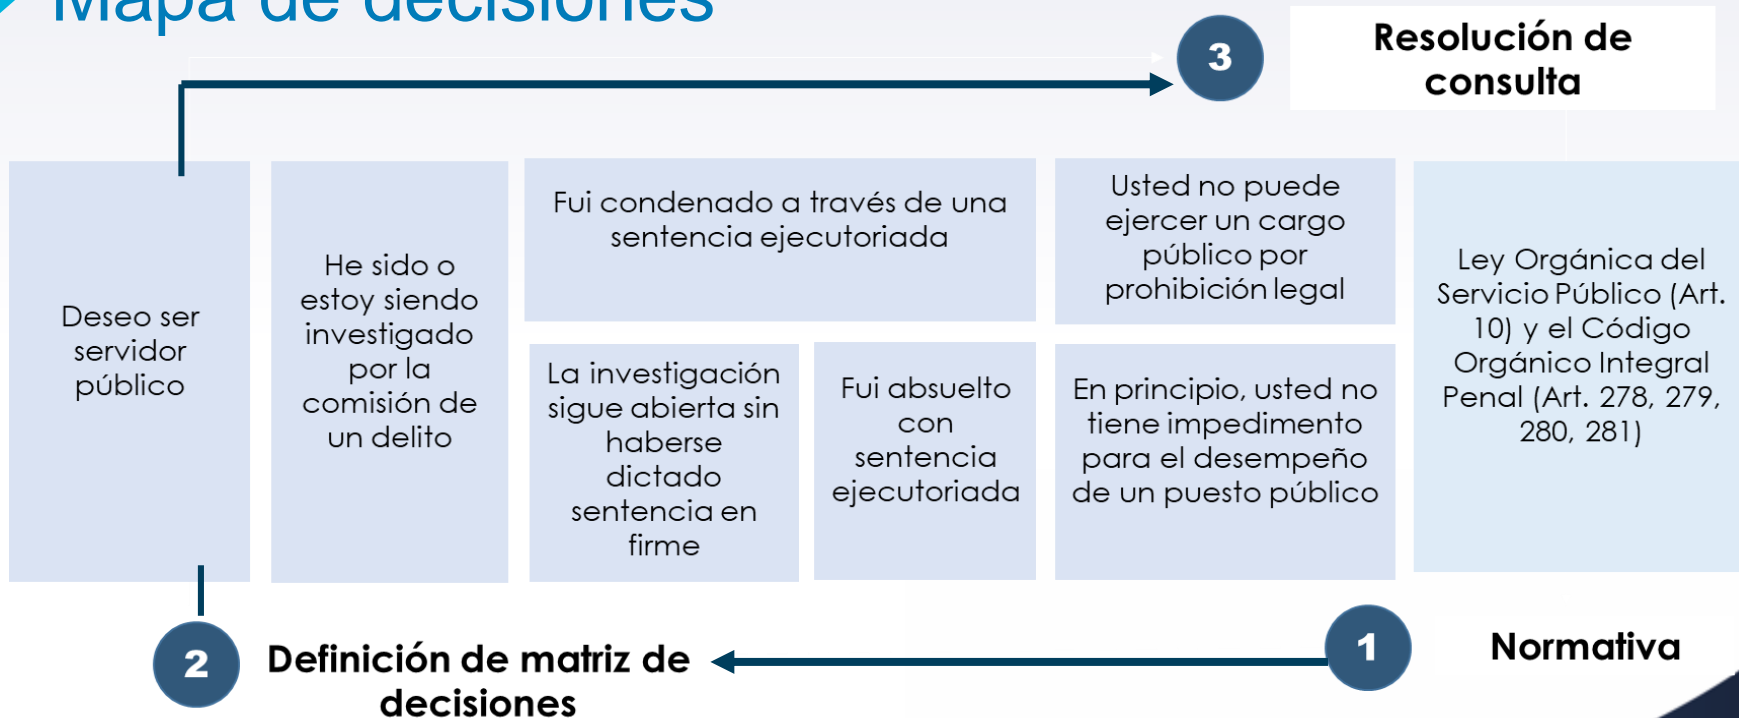 Mapa de decisiones
3
Resolución de
consulta
Deseo ser
servidor
público
He sido o
estoy siendo
investigado
por la
comisión de
un delito
Fui condenado a través de una
sentencia ejecutoriada
La investigación
sigue abierta sin
haberse
dictado
sentencia en
firme
Fui absuelto
con
sentencia
ejecutoriada
Usted no puede
ejercer un cargo
público por
prohibición legal
En principio, usted no
tiene impedimento
para el desempeño
de un puesto público
Ley Orgánica del
Servicio Público (Art.
10) y el Código
Orgánico Integral
Penal (Art. 278, 279,
280, 281)
2
Definición de matriz de
decisiones
1
Normativa